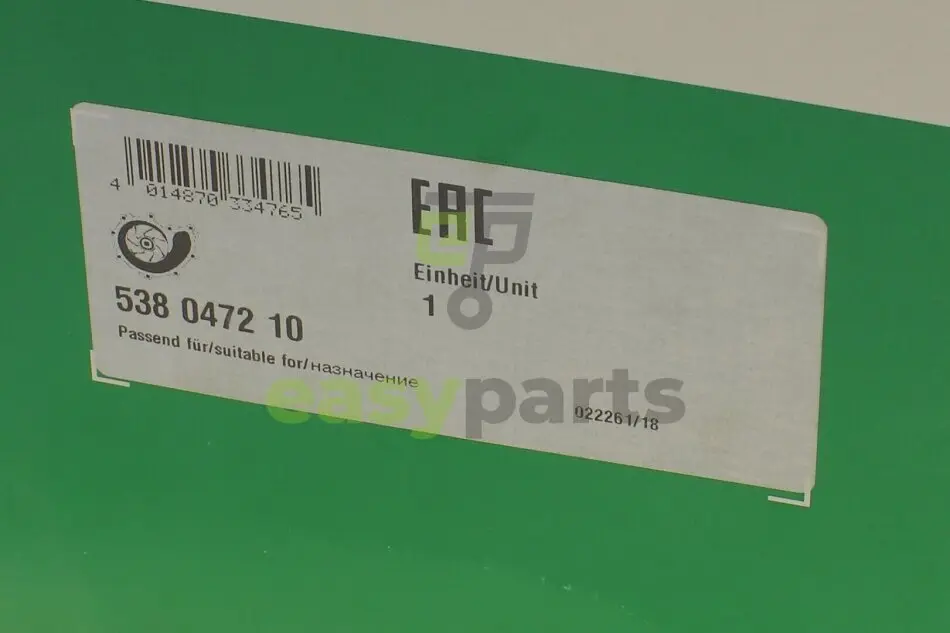 4 014870 334765
EAC
Einheit/Unit
1
538 0472 10
Passend für/suitable for/назначение
easyparts
022261/18